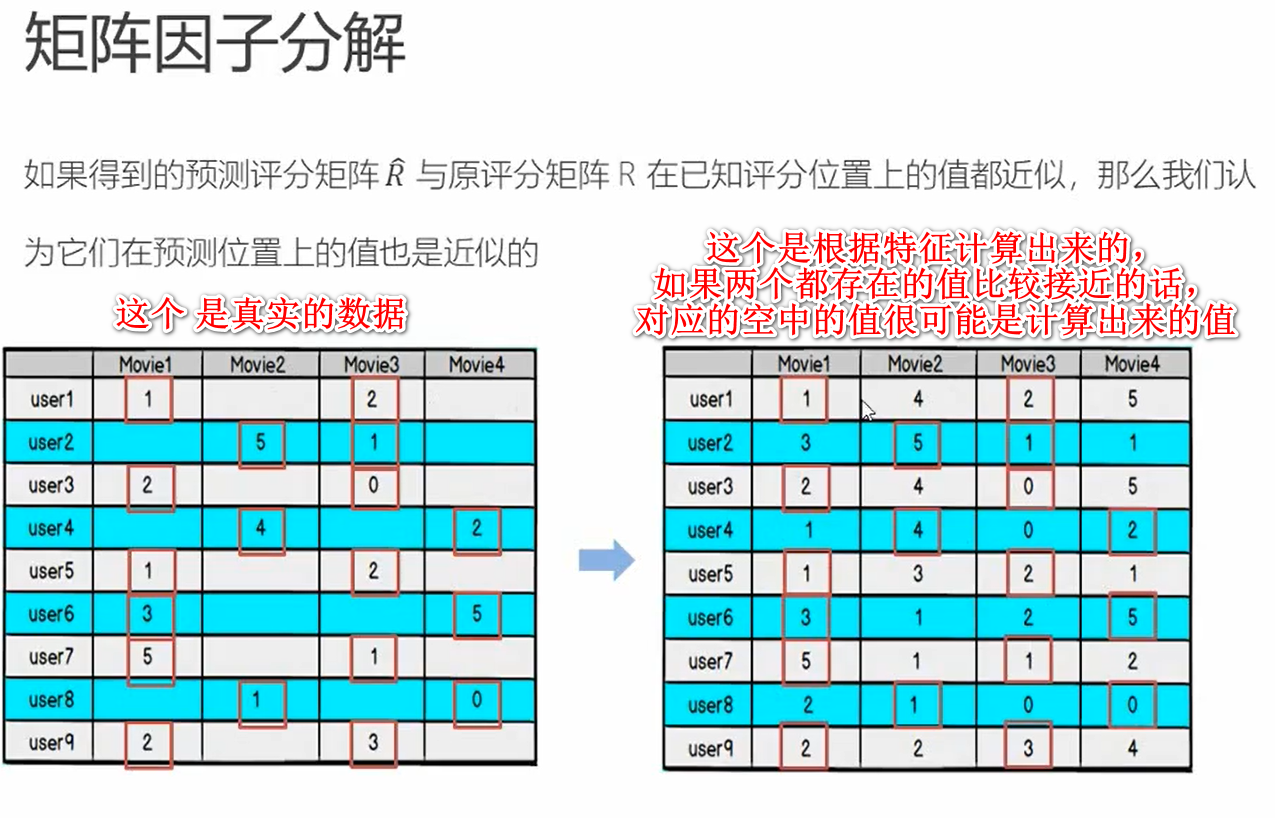 矩阵因子分解
如果得到的预测评分矩阵 R̂ 与原评分矩阵 R 在已知评分位置上的值都近似，那么我们认
为它们在预测位置上的值也是近似的
这个是根据特征计算出来的，
如果两个都存在的值比较接近的话，
对应的空中的值很可能是计算出来的值
这个 是真实的数据
Movie1 Movie2 Movie3 Movie4
user1 1 2
user2 5 1
user3 2 0
user4 4 2
user5 1 2
user6 3 5
user7 5 1
user8 1 0
user9 2 3
Movie1 Movie2 Movie3 Movie4
user1 1 4 2 5
user2 3 5 1 1
user3 2 4 0 5
user4 1 4 0 2
user5 1 3 2 1
user6 3 1 2 5
user7 5 1 1 2
user8 2 1 0 0
user9 2 2 3 4